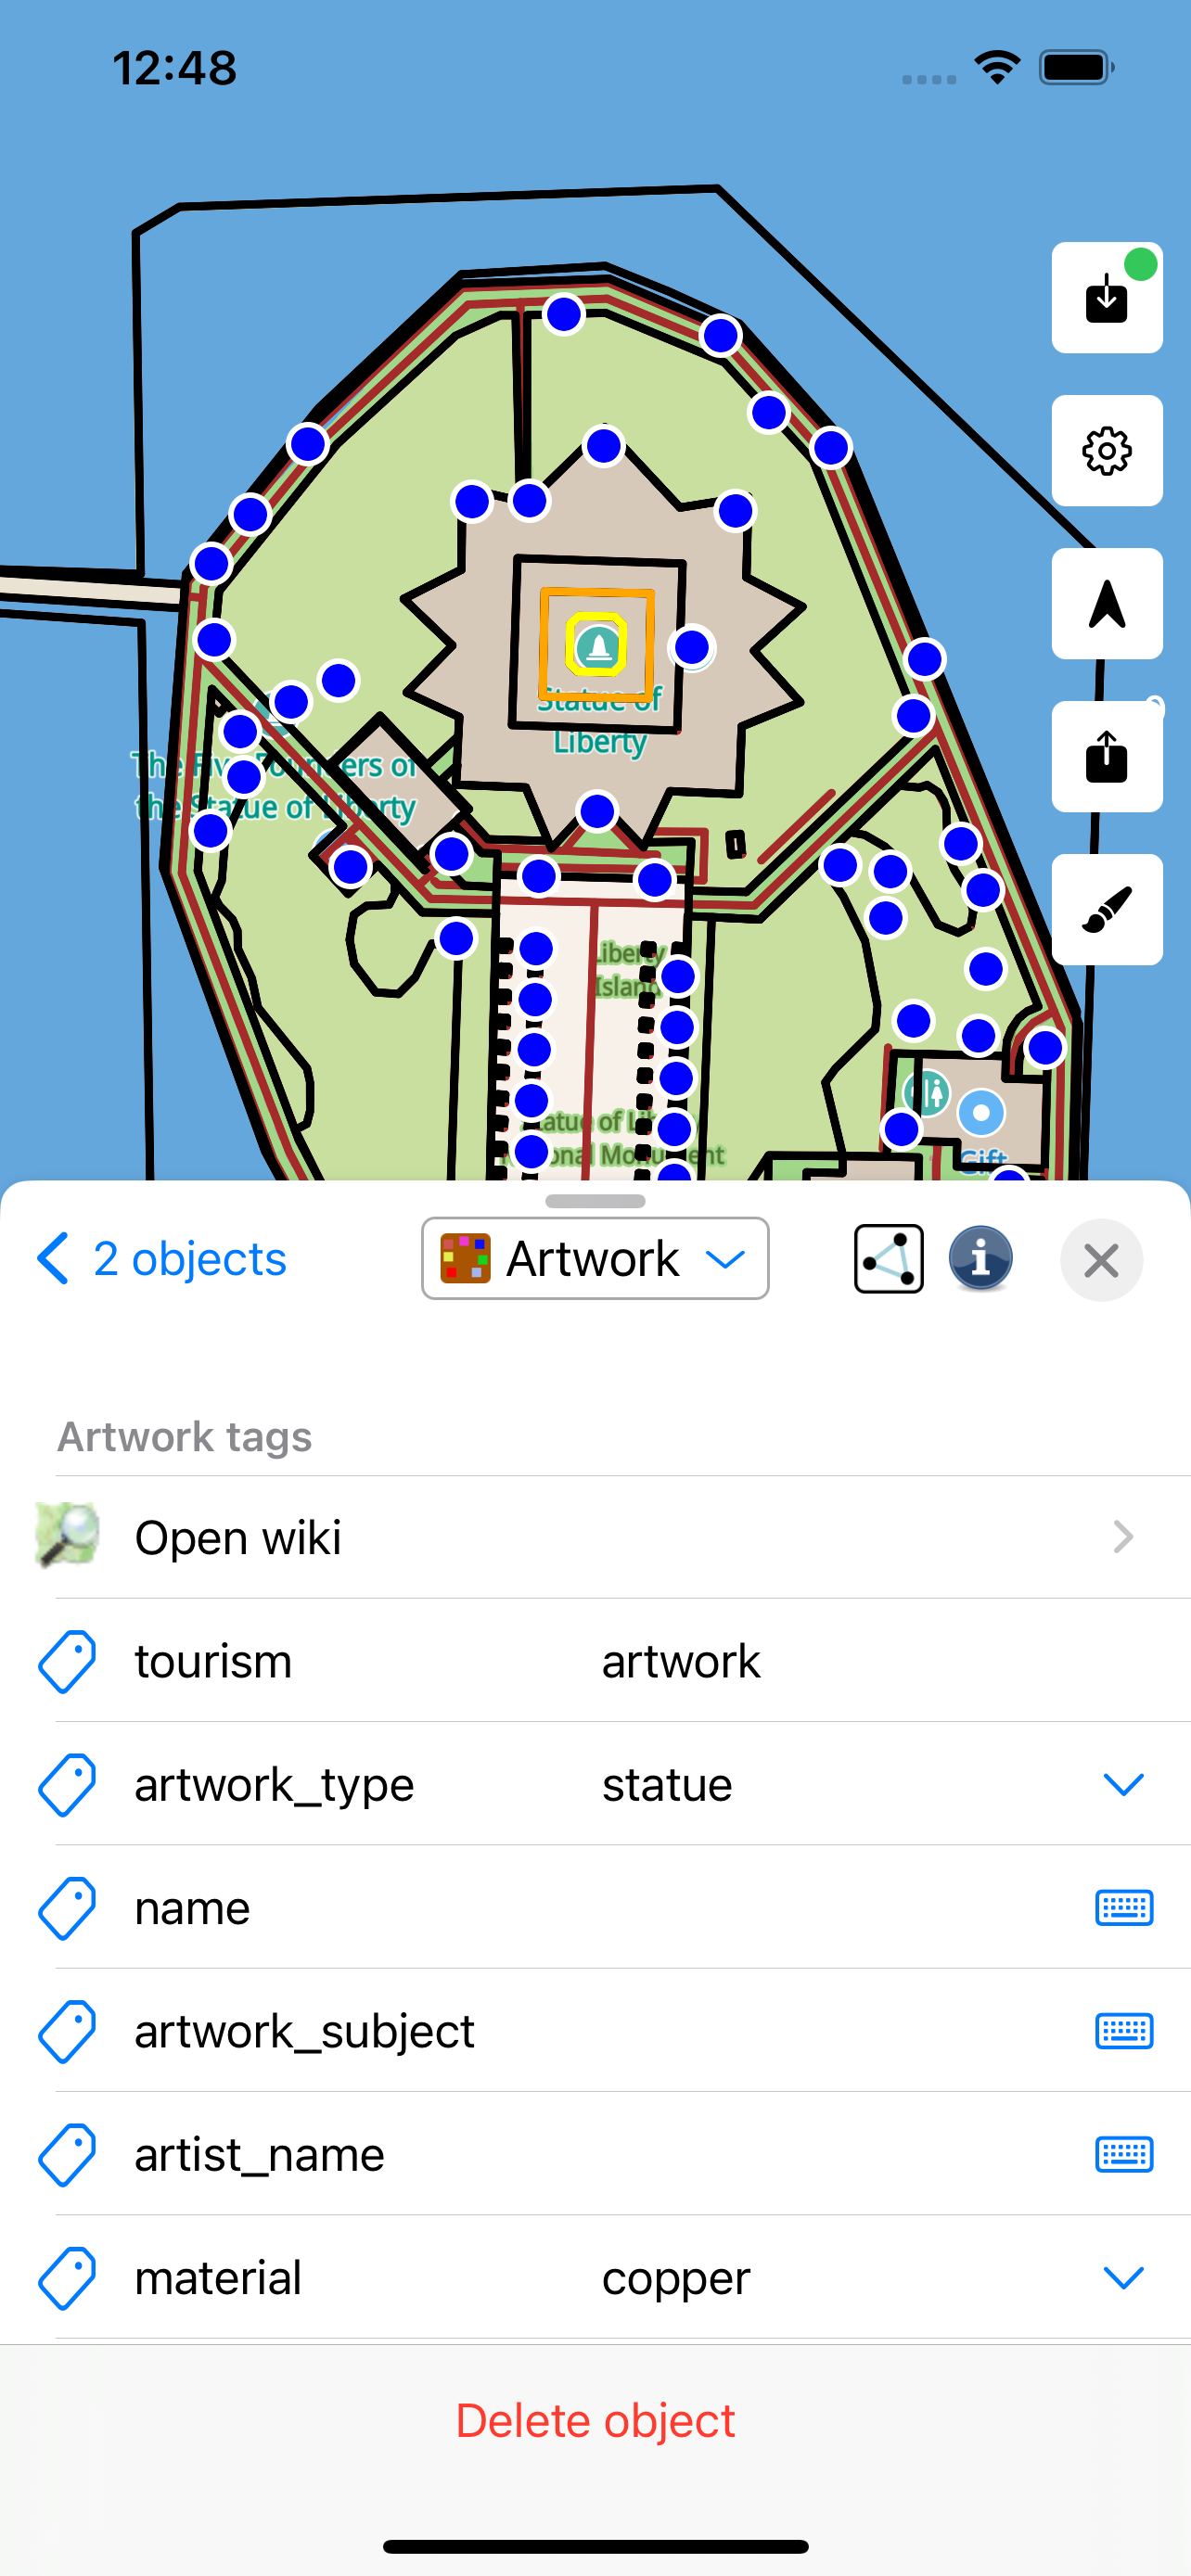 12:48
Statue of
Liberty
The Five Founders of
the Statue of Liberty
Liberty
Island
Statue of Liberty
National Monument
Gift
2 objects
Artwork
Artwork tags
Open wiki
tourism artwork
artwork_type statue
name
artwork_subject
artist_name
material copper
Delete object